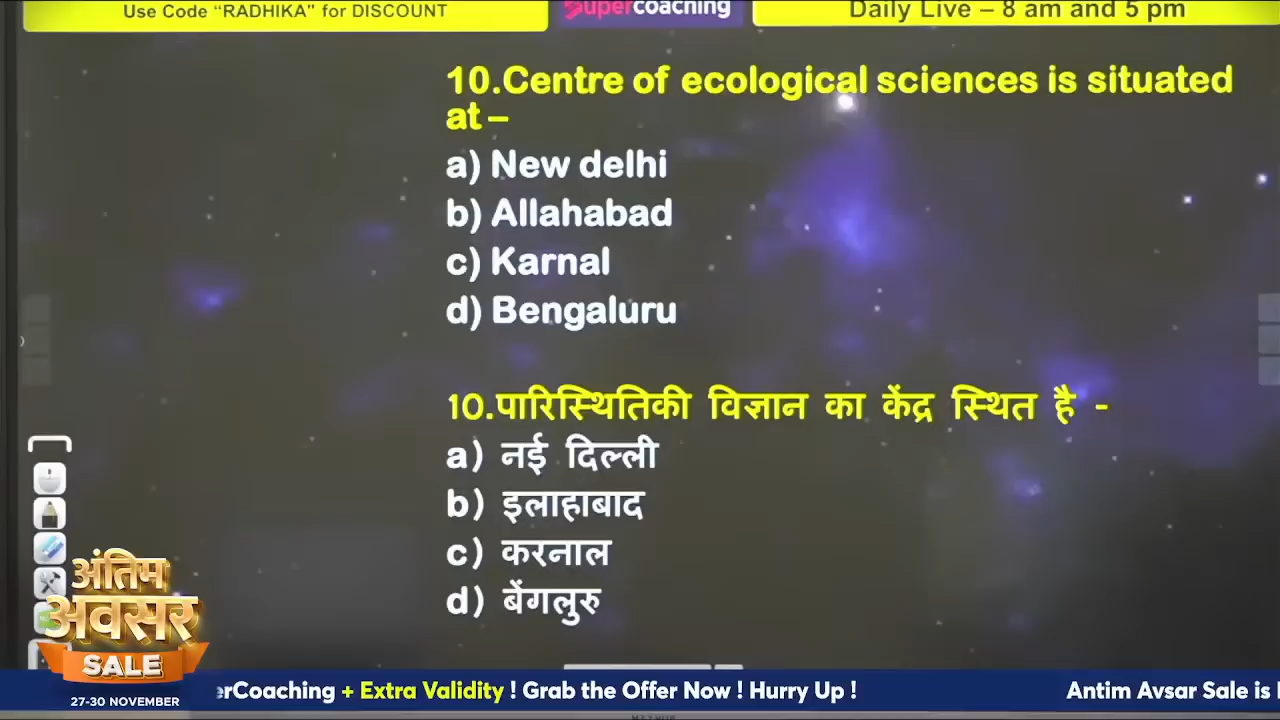 Use Code “RADHIKA” for DISCOUNT
Supercoaching
Daily Live – 8 am and 5 pm
10.Centre of ecological sciences is situated
at –
a) New delhi
b) Allahabad
c) Karnal
d) Bengaluru
10.पारिस्थितिकी विज्ञान का केंद्र स्थित है -
a) नई दिल्ली
b) इलाहाबाद
c) करनाल
d) बेंगलुरु
अंतिम
अवसर
SALE
27-30 NOVEMBER
erCoaching + Extra Validity ! Grab the Offer Now ! Hurry Up !
Antim Avsar Sale is